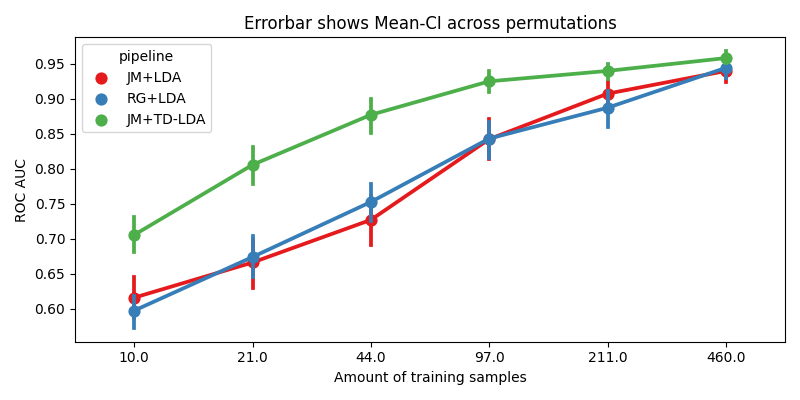 Errorbar shows Mean-CI across permutations
pipeline
JM+LDA
RG+LDA
JM+TD-LDA
ROC AUC
0.95
0.90
0.85
0.80
0.75
0.70
0.65
0.60
10.0 21.0 44.0 97.0 211.0 460.0
Amount of training samples